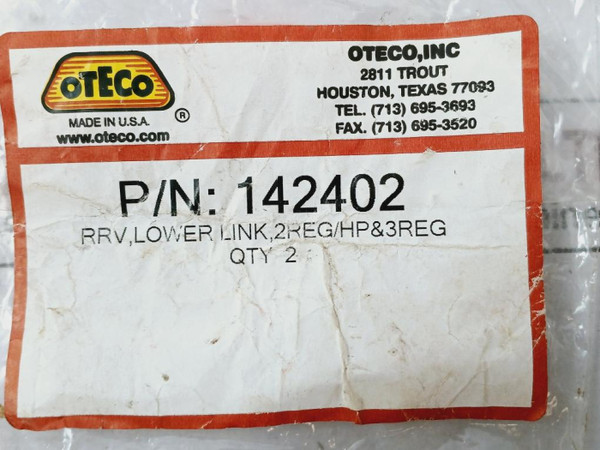 OTECO
®
MADE IN U.S.A.
www.oteco.com
OTECO,INC
2811 TROUT
HOUSTON, TEXAS 77093
TEL. (713) 695-3693
FAX. (713) 695-3520
P/N: 142402
RRV,LOWER LINK,2REG/HP&3REG
QTY 2